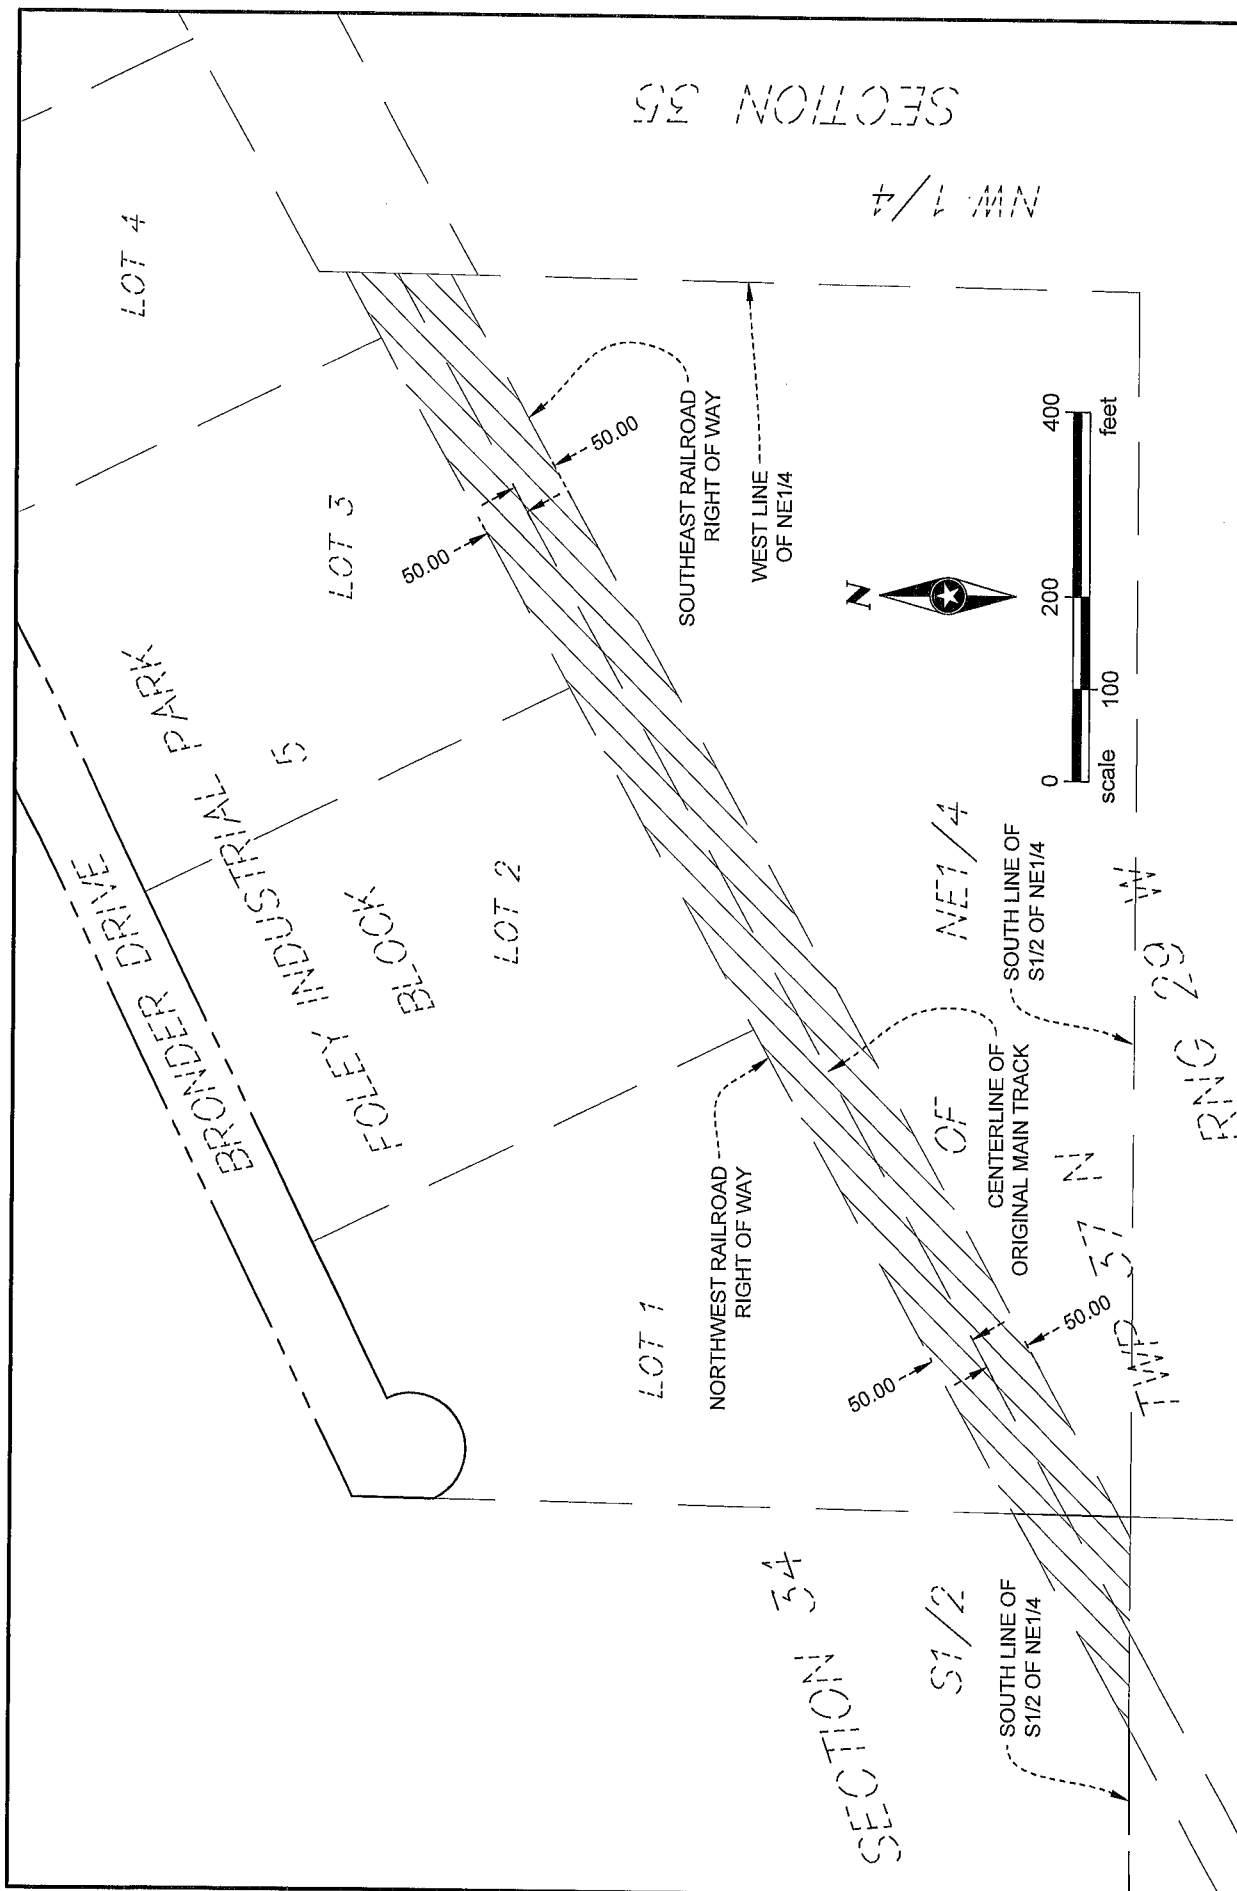 BRONDER DRIVE
FOLEY INDUSTRIAL PARK
BLOCK 5
LOT 4
LOT 3
LOT 2
LOT 1
SECTION 35
NW 1/4
50.00
50.00
SOUTHEAST RAILROAD
RIGHT OF WAY
WEST LINE
OF NE1/4
NORTHWEST RAILROAD
RIGHT OF WAY
N
0
200
400
scale
100
feet
50.00
50.00
CENTERLINE OF
ORIGINAL MAIN TRACK
SECTION 34
S1/2 OF NE1/4
SOUTH LINE OF
S1/2 OF NE1/4
SOUTH LINE OF
S1/2 OF NE1/4
TWP 37 N
RNG 29 W